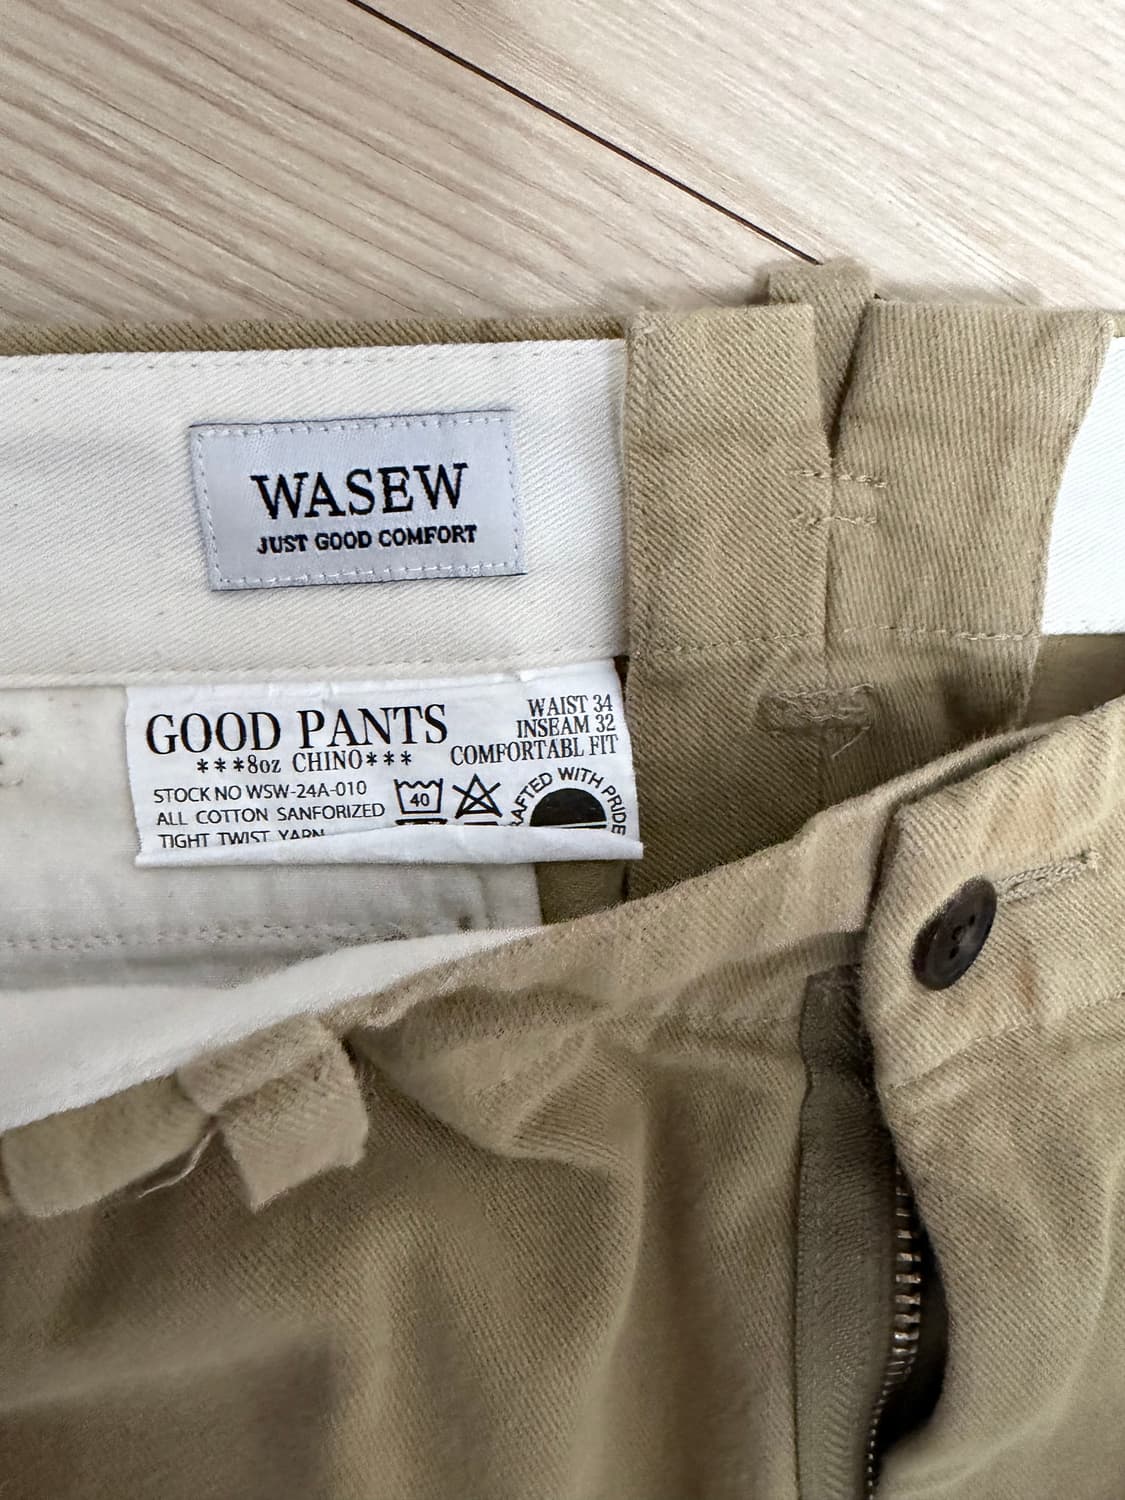 WASEW
JUST GOOD COMFORT
GOOD PANTS
***8oz CHINO***
WAIST 34
INSEAM 32
COMFORTABL FIT
STOCK NO WSW-24A-010
ALL COTTON SANFORIZED
TIGHT TWIST YARN
40
RAFTED WITH PRIDE